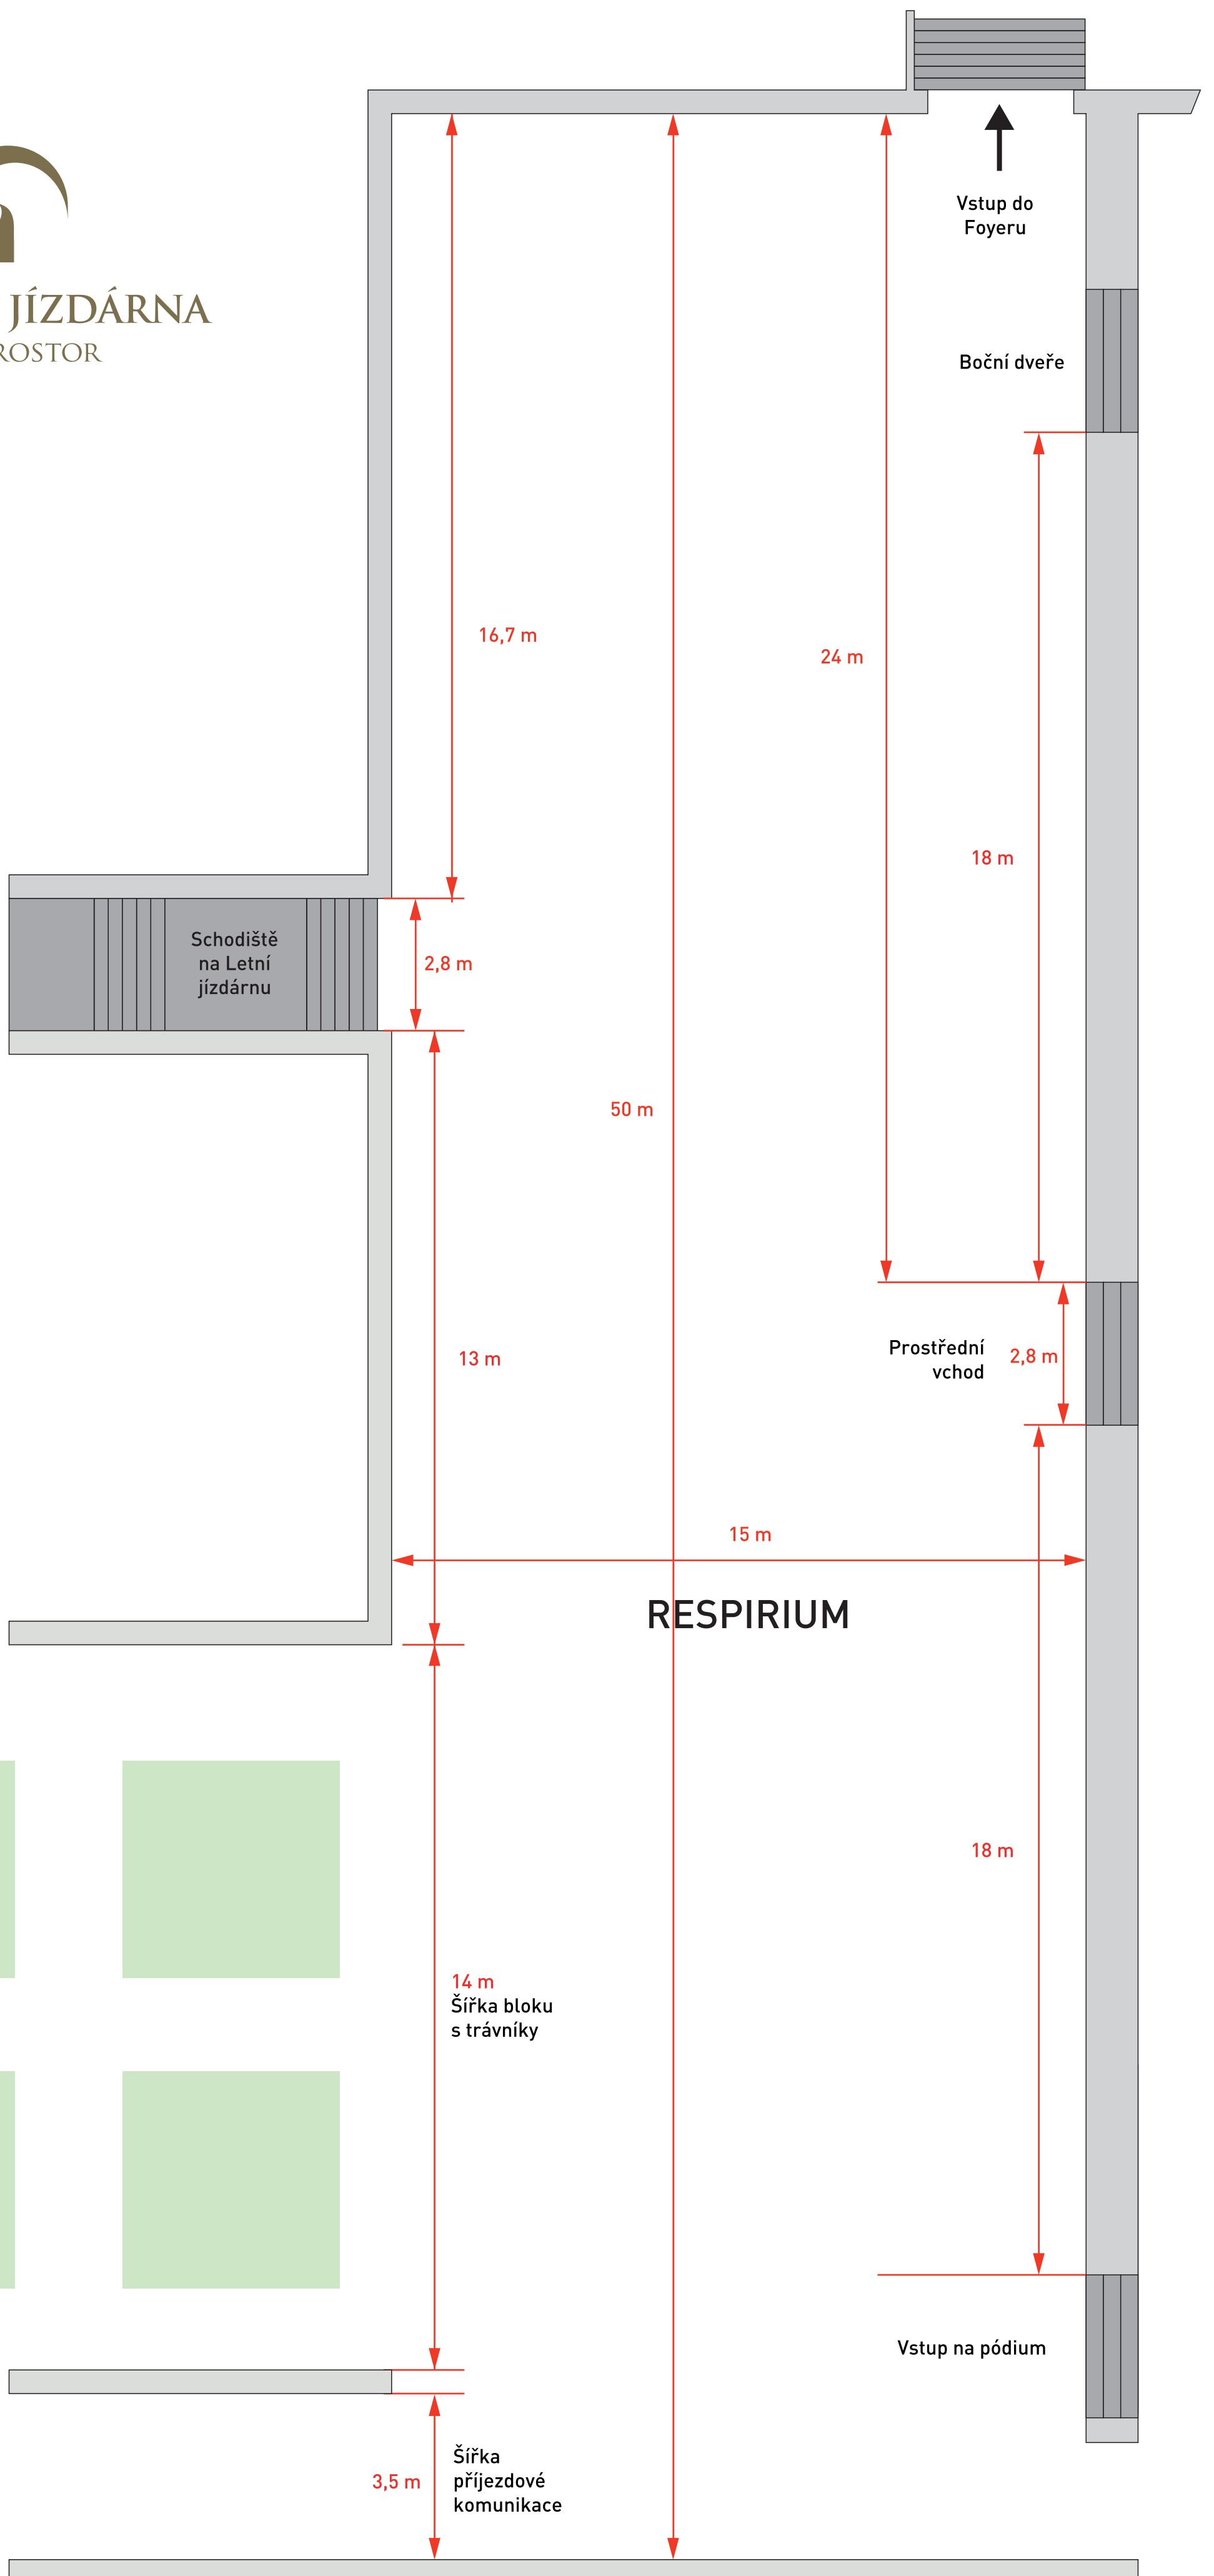 Vstup do
Foyeru
JÍZDÁRNA
ROSTOR
Boční dveře
16,7 m
24 m
18 m
Schodiště
na Letní
jízdárnu
2,8 m
50 m
Prostřední
vchod
2,8 m
13 m
15 m
RESPIRIUM
18 m
14 m
Šířka bloku
s trávníky
Vstup na pódium
3,5 m
Šířka
příjezdové
komunikace